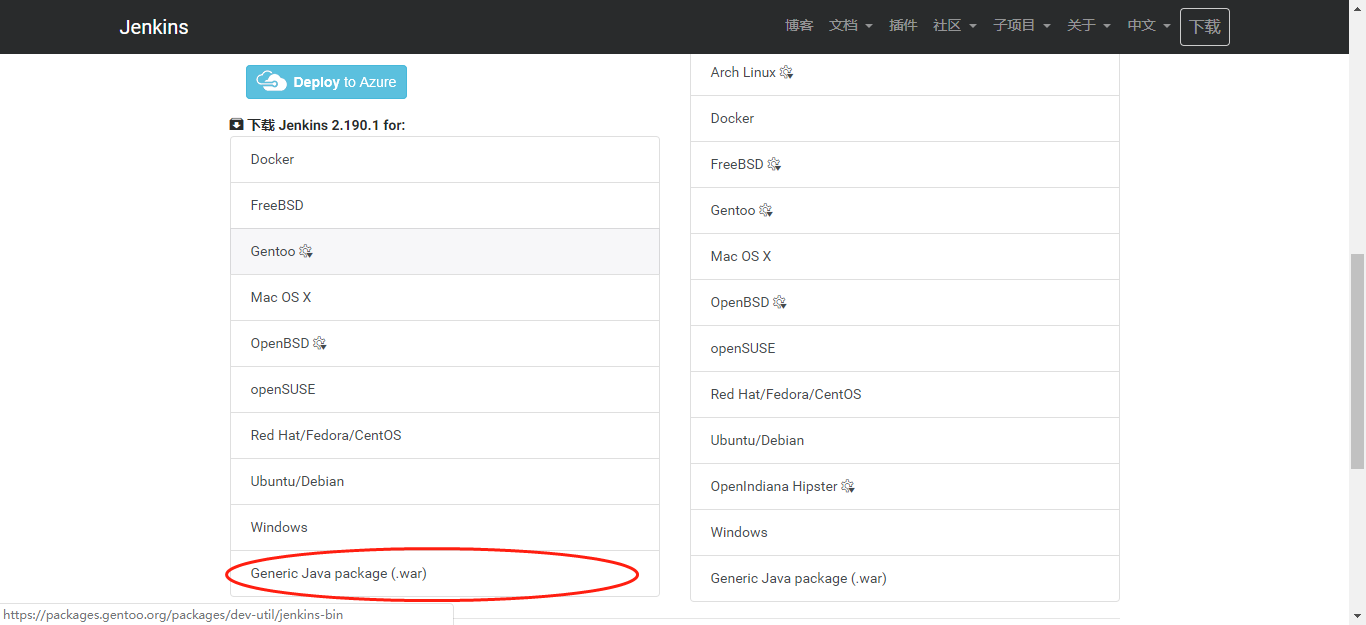 Jenkins
博客 文档 插件 社区 子项目 关于 中文 下载
Deploy to Azure
下载 Jenkins 2.190.1 for:
Docker
FreeBSD
Gentoo
Mac OS X
OpenBSD
openSUSE
Red Hat/Fedora/CentOS
Ubuntu/Debian
Windows
Generic Java package (.war)
Arch Linux
Docker
FreeBSD
Gentoo
Mac OS X
OpenBSD
openSUSE
Red Hat/Fedora/CentOS
Ubuntu/Debian
OpenIndiana Hipster
Windows
Generic Java package (.war)
https://packages.gentoo.org/packages/dev-util/jenkins-bin